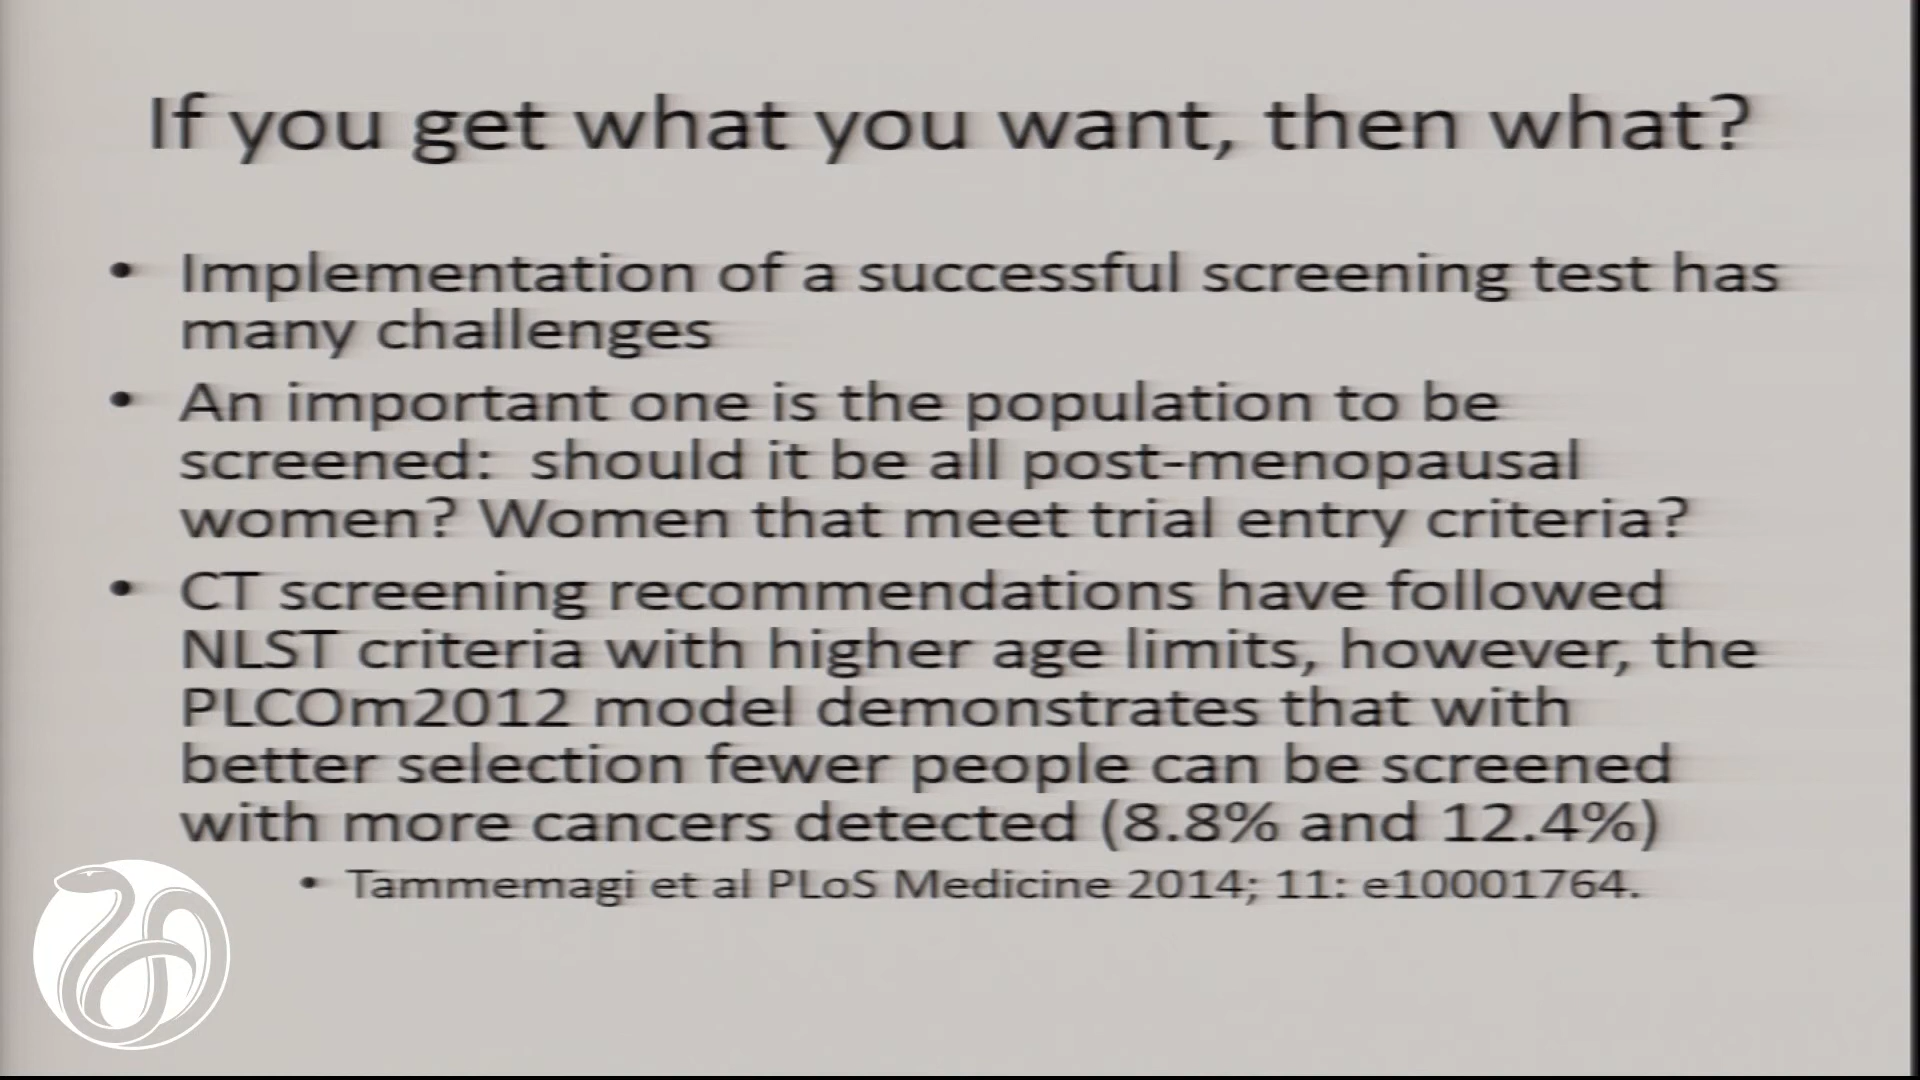 If you get what you want, then what?
• Implementation of a successful screening test has
many challenges
• An important one is the population to be
screened:  should it be all post-menopausal
women? Women that meet trial entry criteria?
• CT screening recommendations have followed
NLST criteria with higher age limits, however, the
PLCOm2012 model demonstrates that with
better selection fewer people can be screened
with more cancers detected (8.8% and 12.4%)
• Tammemagi et al PLoS Medicine 2014; 11: e10001764.